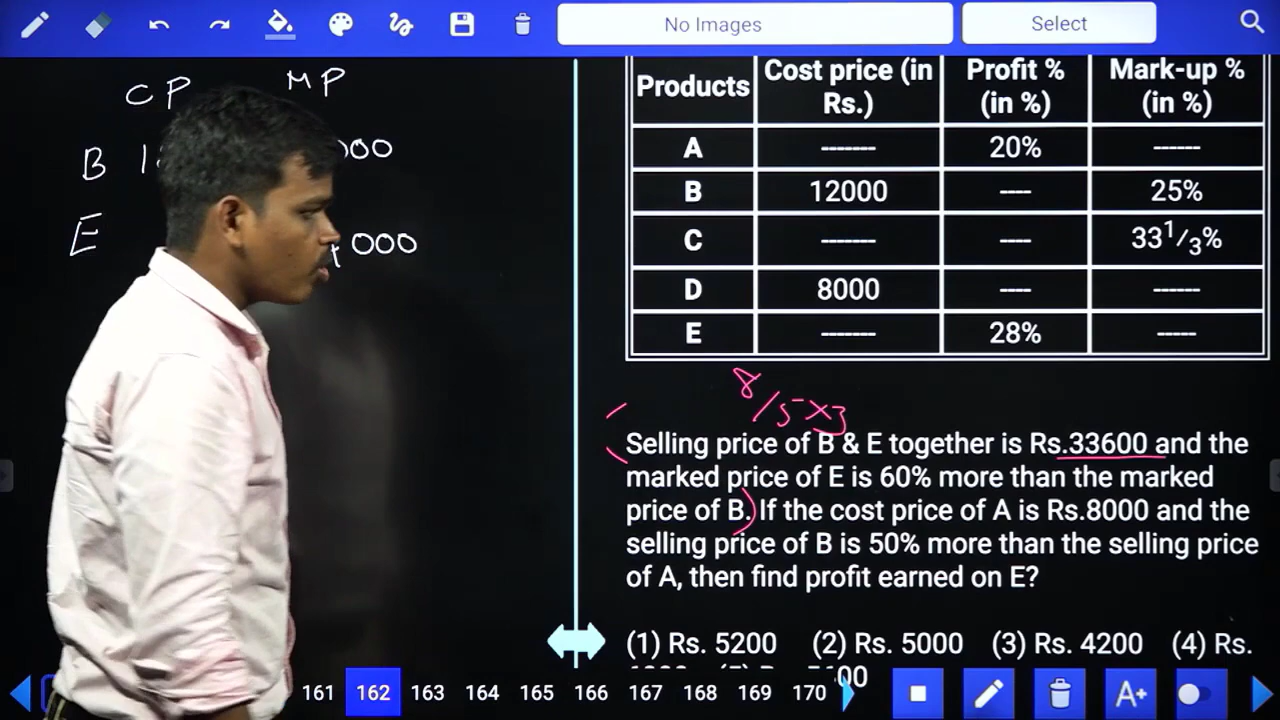 No Images
Select
CP MP
Products
Cost price (in Rs.)
Profit % (in %)
Mark-up % (in %)
A ------- 20% ------
B 12000 ---- 25%
C ------- ---- 33 1/3%
D 8000 ---- ------
E ------- 28% -----
B 1 000
E 000
8/5 × 3
Selling price of B & E together is Rs.33600 and the
marked price of E is 60% more than the marked
price of B. If the cost price of A is Rs.8000 and the
selling price of B is 50% more than the selling price
of A, then find profit earned on E?
(1) Rs. 5200 (2) Rs. 5000 (3) Rs. 4200 (4) Rs.
161 162 163 164 165 166 167 168 169 170
A+